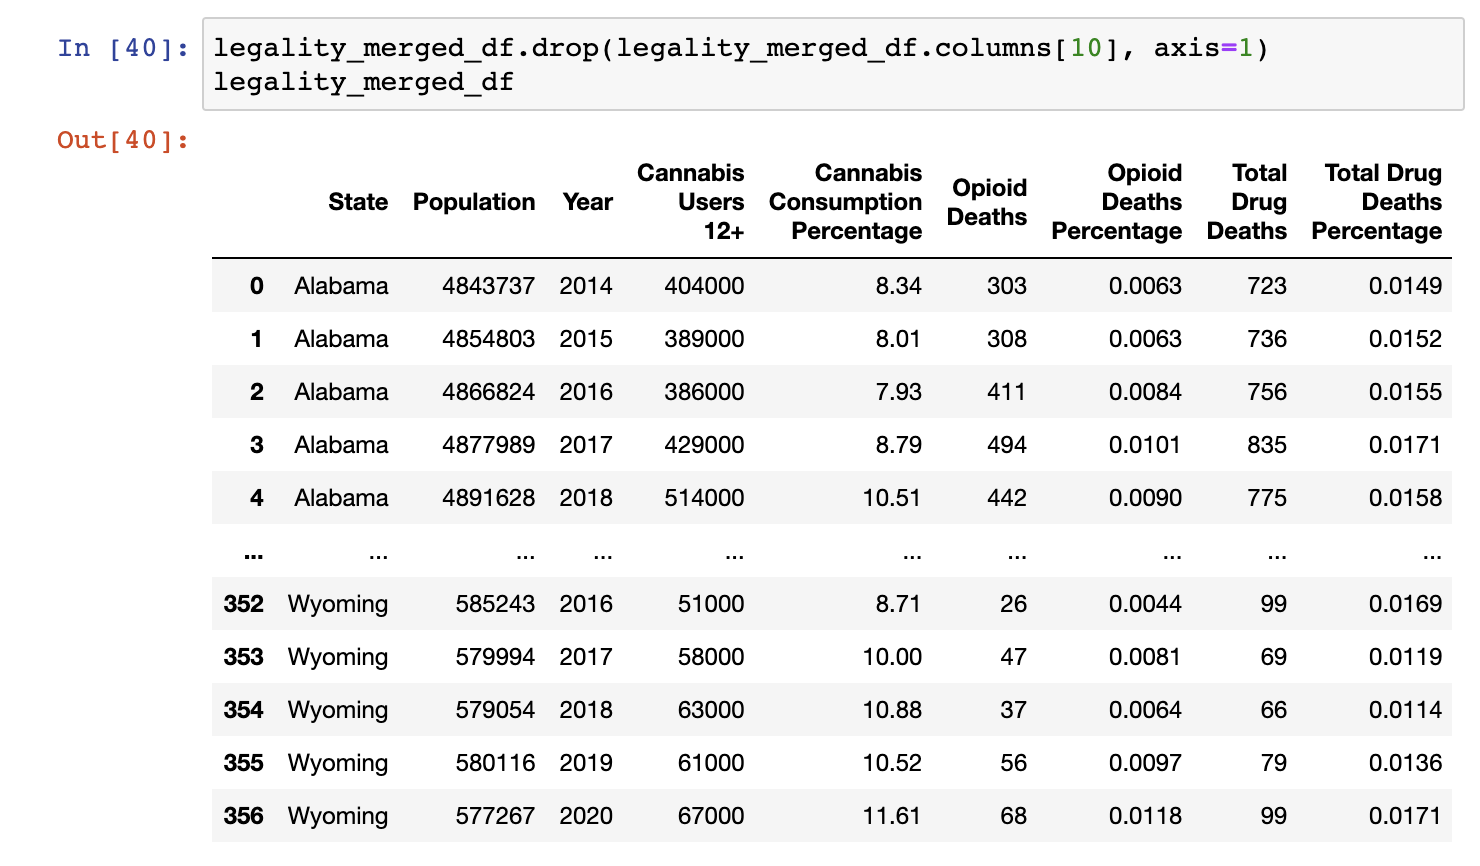 In [40]: legality_merged_df.drop(legality_merged_df.columns[10], axis=1)
legality_merged_df
Out[40]:
State Population Year Cannabis Users 12+ Cannabis Consumption Percentage Opioid Deaths Opioid Deaths Percentage Total Drug Deaths Total Drug Deaths Percentage
0 Alabama 4843737 2014 404000 8.34 303 0.0063 723 0.0149
1 Alabama 4854803 2015 389000 8.01 308 0.0063 736 0.0152
2 Alabama 4866824 2016 386000 7.93 411 0.0084 756 0.0155
3 Alabama 4877989 2017 429000 8.79 494 0.0101 835 0.0171
4 Alabama 4891628 2018 514000 10.51 442 0.0090 775 0.0158
... ... ... ... ... ... ... ... ... ...
352 Wyoming 585243 2016 51000 8.71 26 0.0044 99 0.0169
353 Wyoming 579994 2017 58000 10.00 47 0.0081 69 0.0119
354 Wyoming 579054 2018 63000 10.88 37 0.0064 66 0.0114
355 Wyoming 580116 2019 61000 10.52 56 0.0097 79 0.0136
356 Wyoming 577267 2020 67000 11.61 68 0.0118 99 0.0171